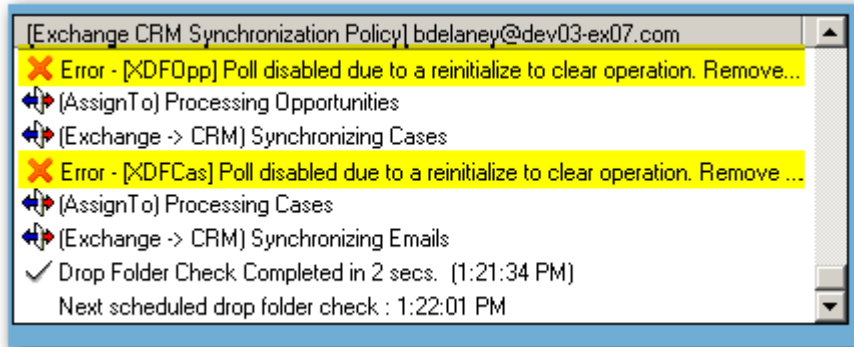 [Exchange CRM Synchronization Policy] bdelaney@dev03-ex07.com
Error - [XDFOpp] Poll disabled due to a reinitialize to clear operation. Remove...
(AssignTo) Processing Opportunities
(Exchange -> CRM) Synchronizing Cases
Error - [XDFCas] Poll disabled due to a reinitialize to clear operation. Remove ...
(AssignTo) Processing Cases
(Exchange -> CRM) Synchronizing Emails
Drop Folder Check Completed in 2 secs.  (1:21:34 PM)
Next scheduled drop folder check : 1:22:01 PM